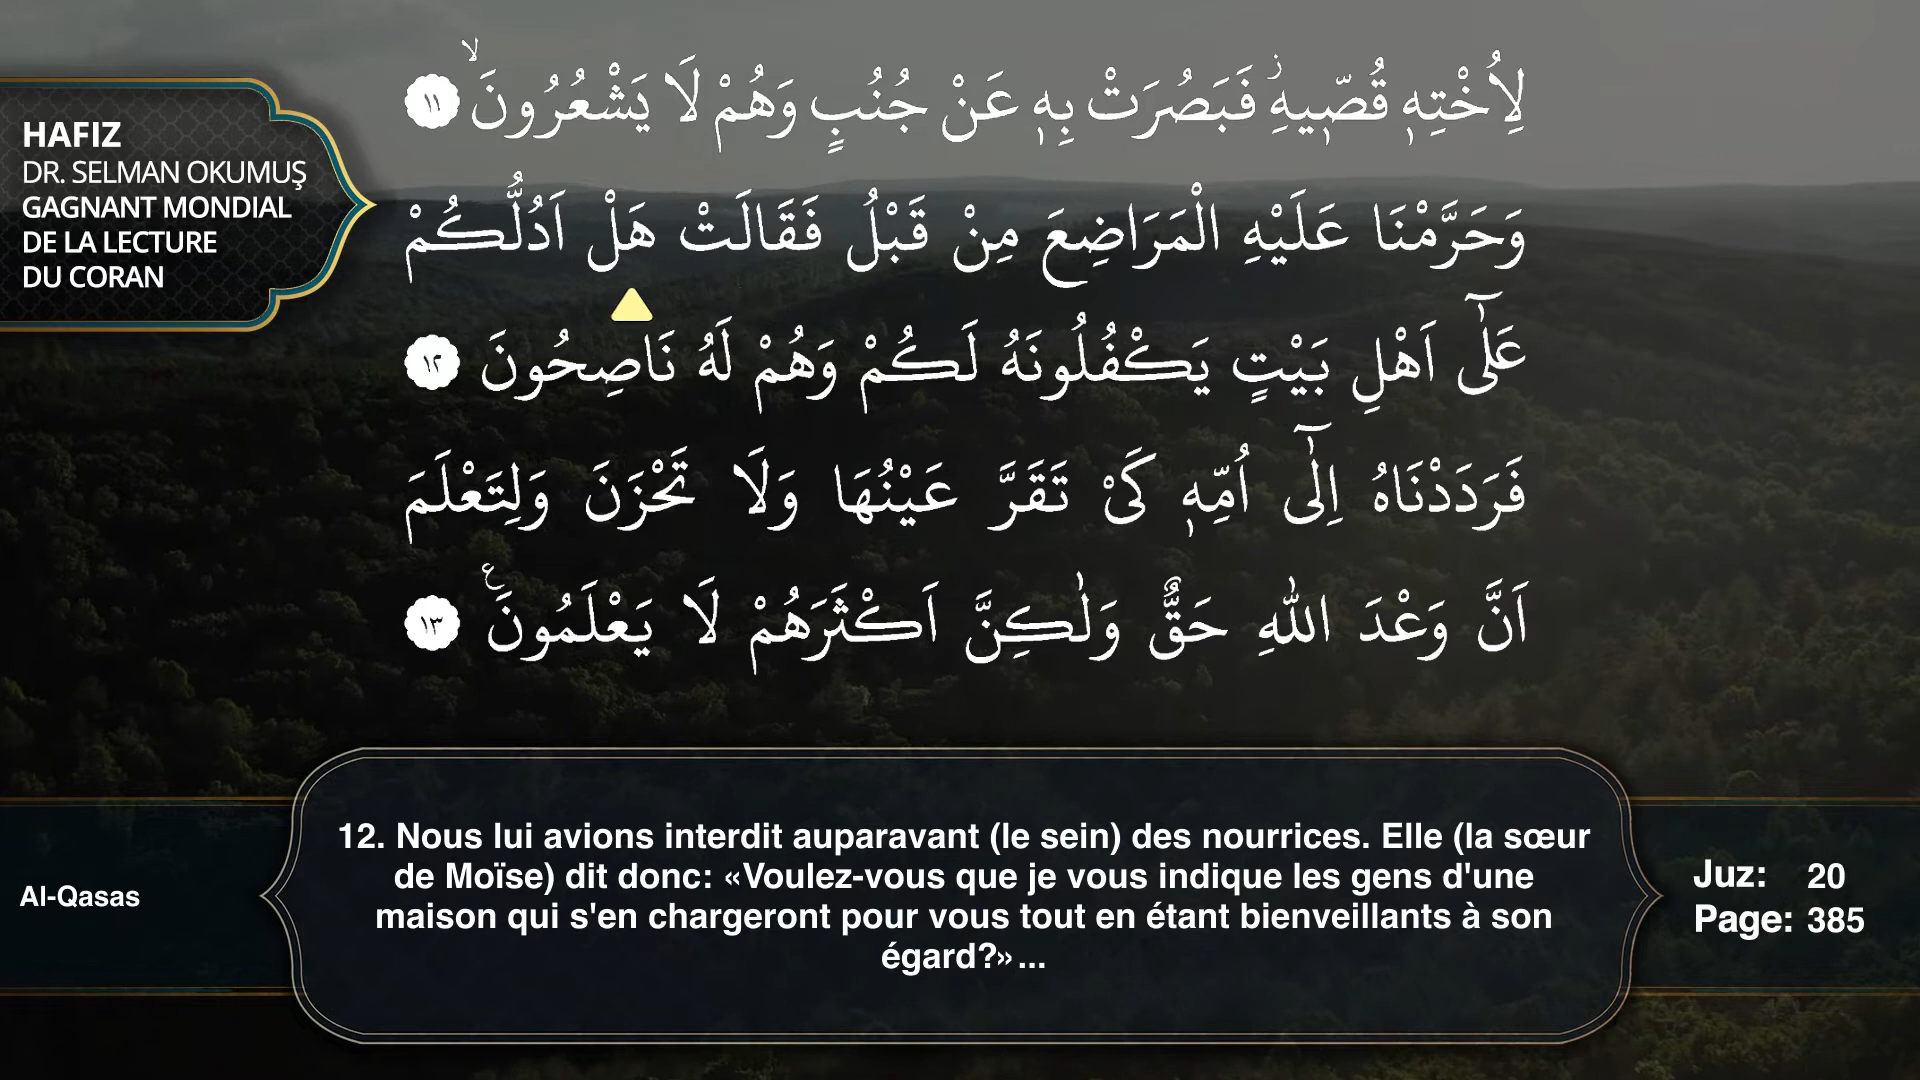 لِاُخْتِهٖ قُصّٖيهِۘ فَبَصُرَتْ بِهٖ عَنْ جُنُبٍ وَهُمْ لَا يَشْعُرُونَۙ ١١
وَحَرَّمْنَا عَلَيْهِ الْمَرَاضِعَ مِنْ قَبْلُ فَقَالَتْ هَلْ اَدُلُّكُمْ
عَلٰٓى اَهْلِ بَيْتٍ يَكْفُلُونَهُ لَكُمْ وَهُمْ لَهُ نَاصِحُونَ ١٢
فَرَدَدْنَاهُ اِلٰٓى اُمِّهٖ كَىْ تَقَرَّ عَيْنُهَا وَلَا تَحْزَنَ وَلِتَعْلَمَ
اَنَّ وَعْدَ اللّٰهِ حَقٌّ وَلٰكِنَّ اَكْثَرَهُمْ لَا يَعْلَمُونَ ع ١٣
HAFIZ
DR. SELMAN OKUMUŞ
GAGNANT MONDIAL
DE LA LECTURE
DU CORAN
12. Nous lui avions interdit auparavant (le sein) des nourrices. Elle (la sœur
de Moïse) dit donc: «Voulez-vous que je vous indique les gens d'une
maison qui s'en chargeront pour vous tout en étant bienveillants à son
égard?»...
Al-Qasas
Juz: 20
Page: 385